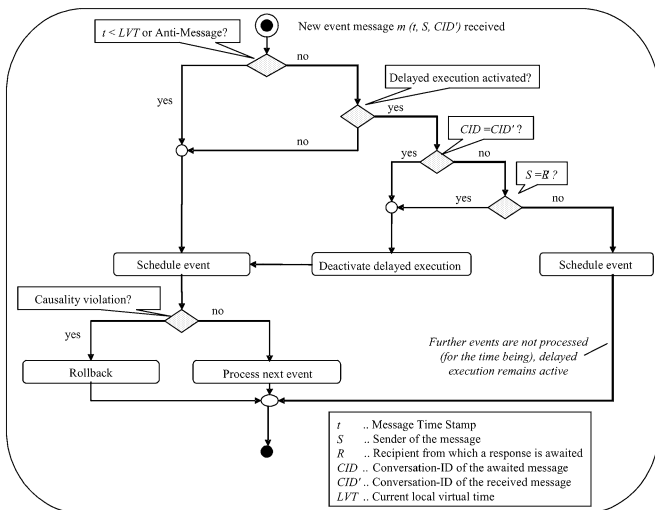 New event message m (t, S, CID') received
t < LVT or Anti-Message?
no
Delayed execution activated?
yes
yes
no
CID =CID' ?
yes
no
S =R ?
yes
no
Schedule event
Deactivate delayed execution
Schedule event
Causality violation?
yes
no
Rollback
Process next event
Further events are not processed
(for the time being), delayed
execution remains active
t .. Message Time Stamp
S .. Sender of the message
R .. Recipient from which a response is awaited
CID .. Conversation-ID of the awaited message
CID' .. Conversation-ID of the received message
LVT .. Current local virtual time